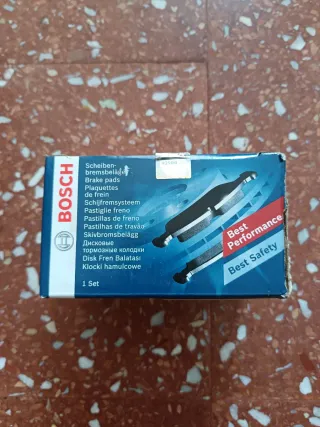 BOSCH
Scheiben-
bremsbeläge
Brake pads
Plaquettes
de frein
Schijfremsysteem
Pastiglie freno
Pastillas de freno
Pastilhas de travão
Skivbromsbelägg
Дисковые
тормозные колодки
Disk Fren Balatası
Klocki hamulcowe
1 Set
Best
Performance
Best Safety